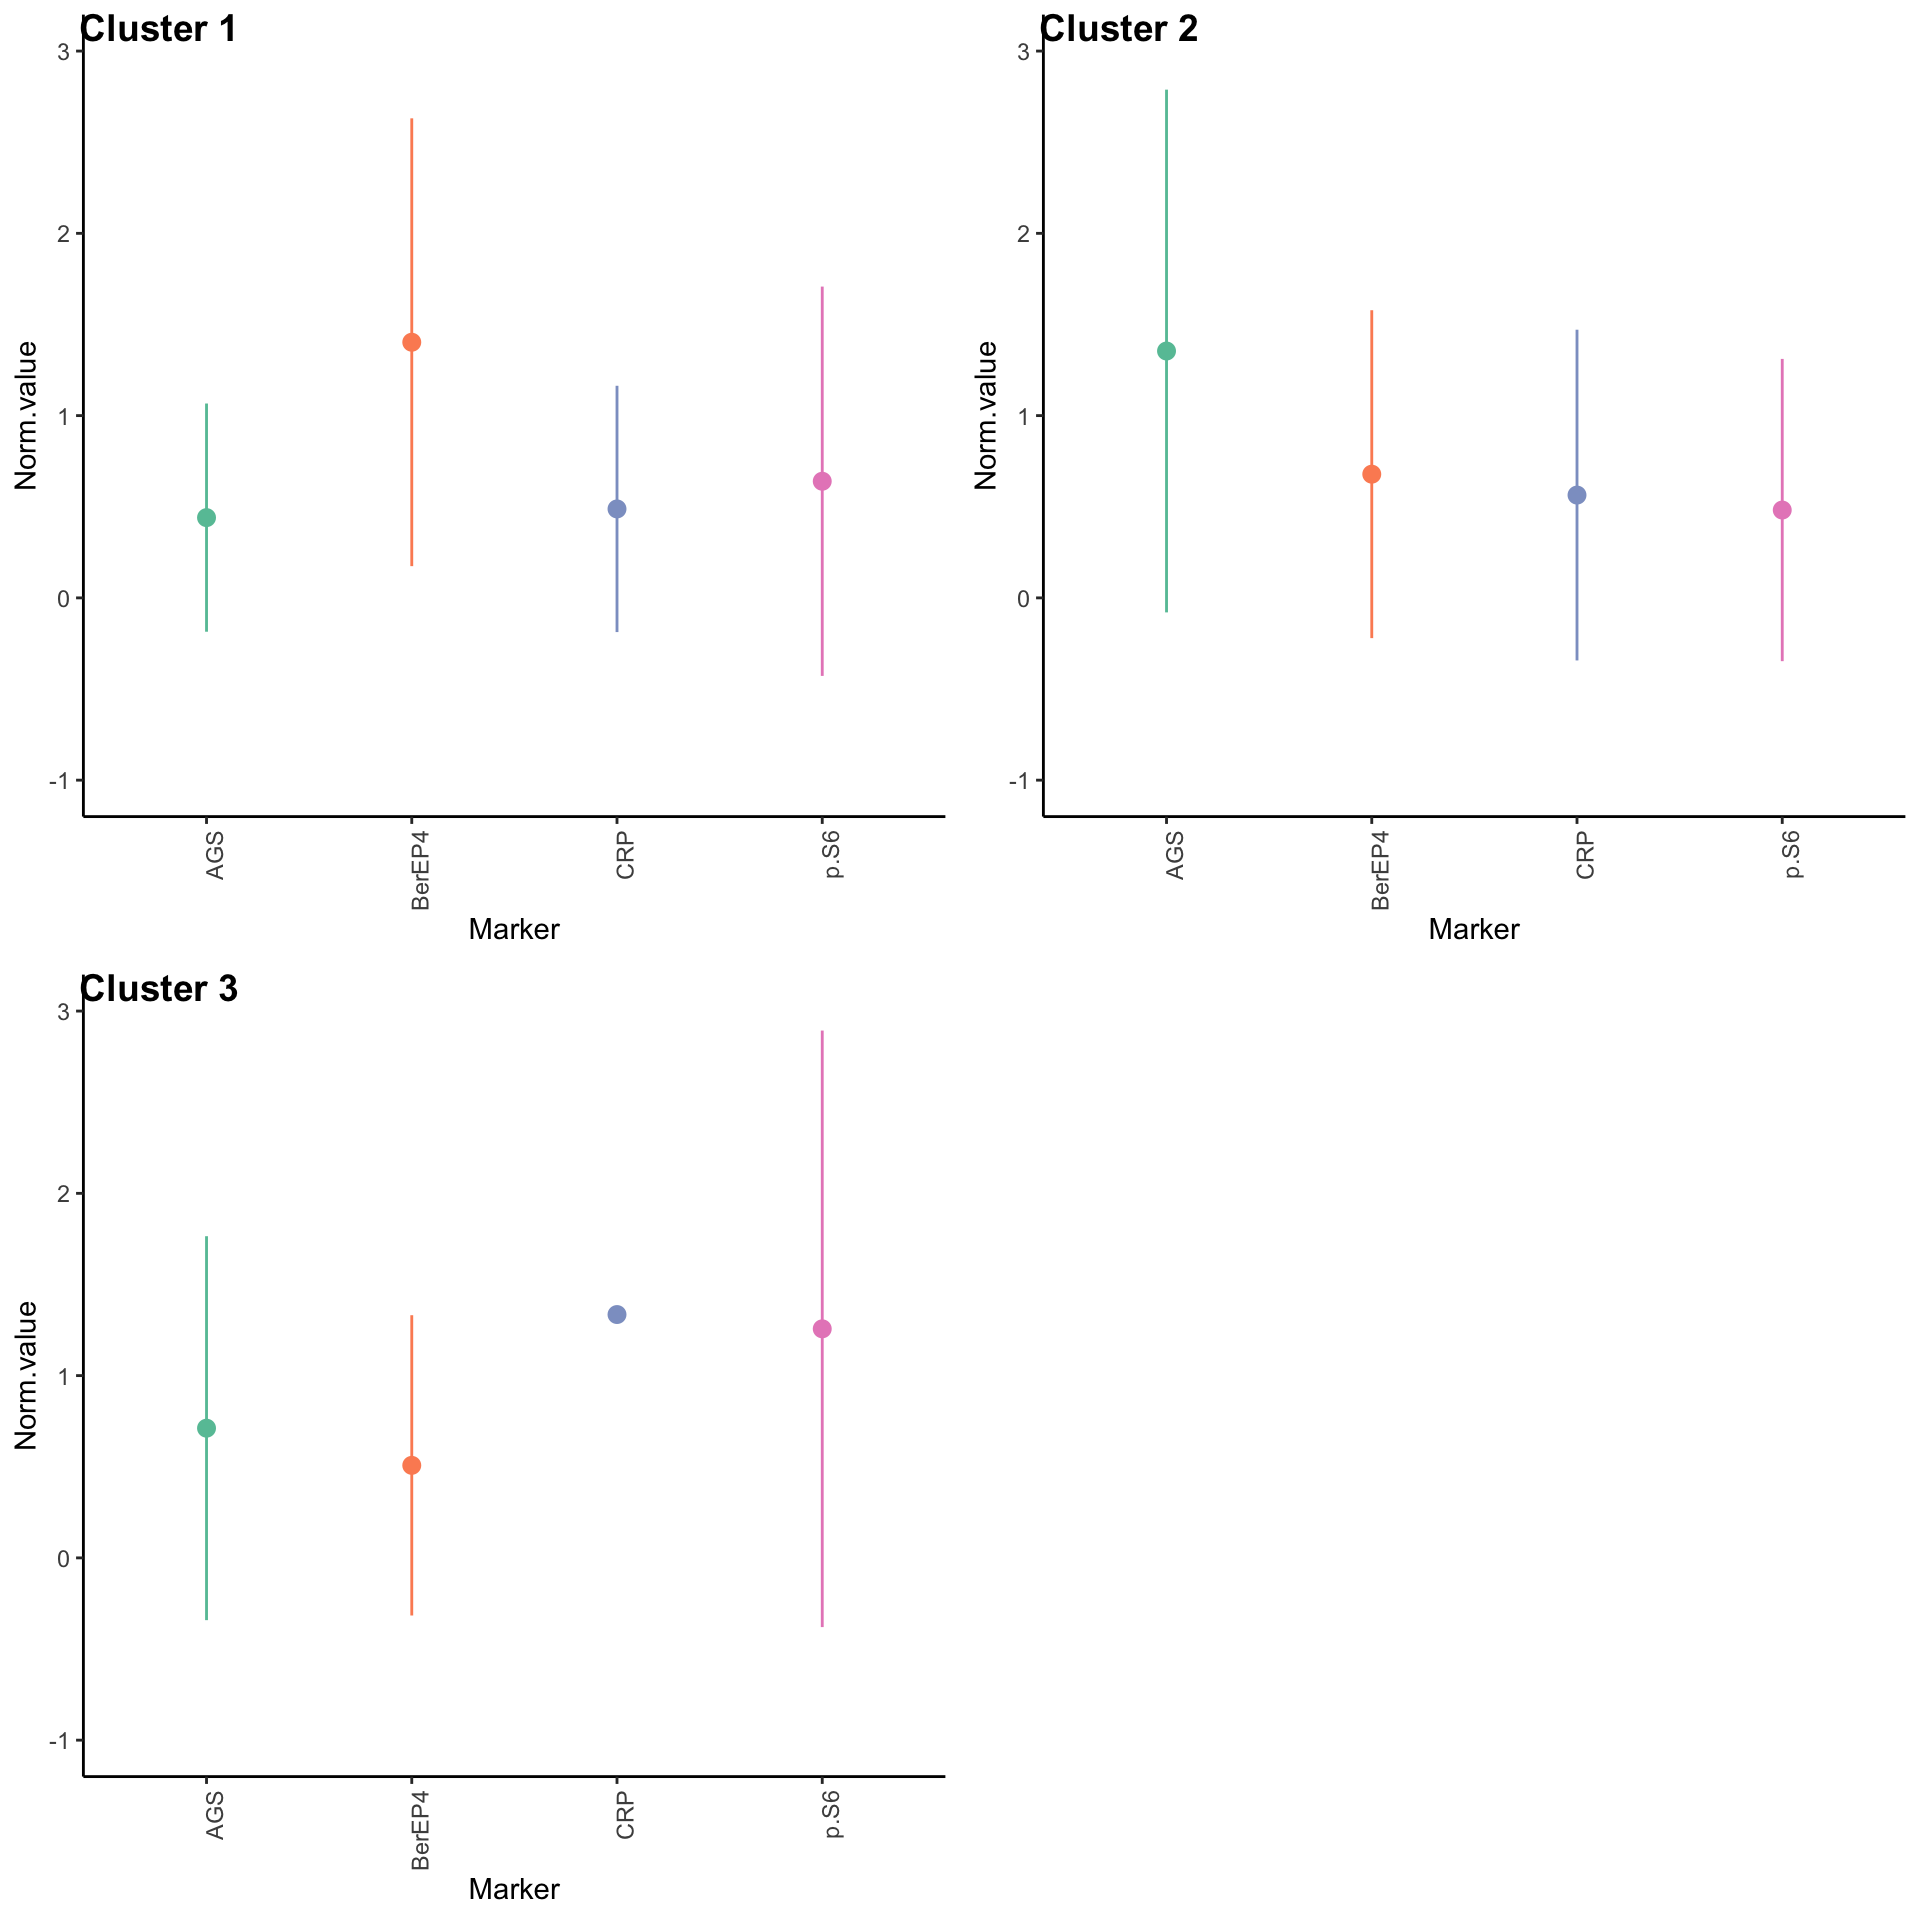 Cluster 1
3
2
1
0
-1
Norm.value
AGS
BerEP4
CRP
p.S6
Marker
Cluster 2
3
2
1
0
-1
Norm.value
AGS
BerEP4
CRP
p.S6
Marker
Cluster 3
3
2
1
0
-1
Norm.value
AGS
BerEP4
CRP
p.S6
Marker